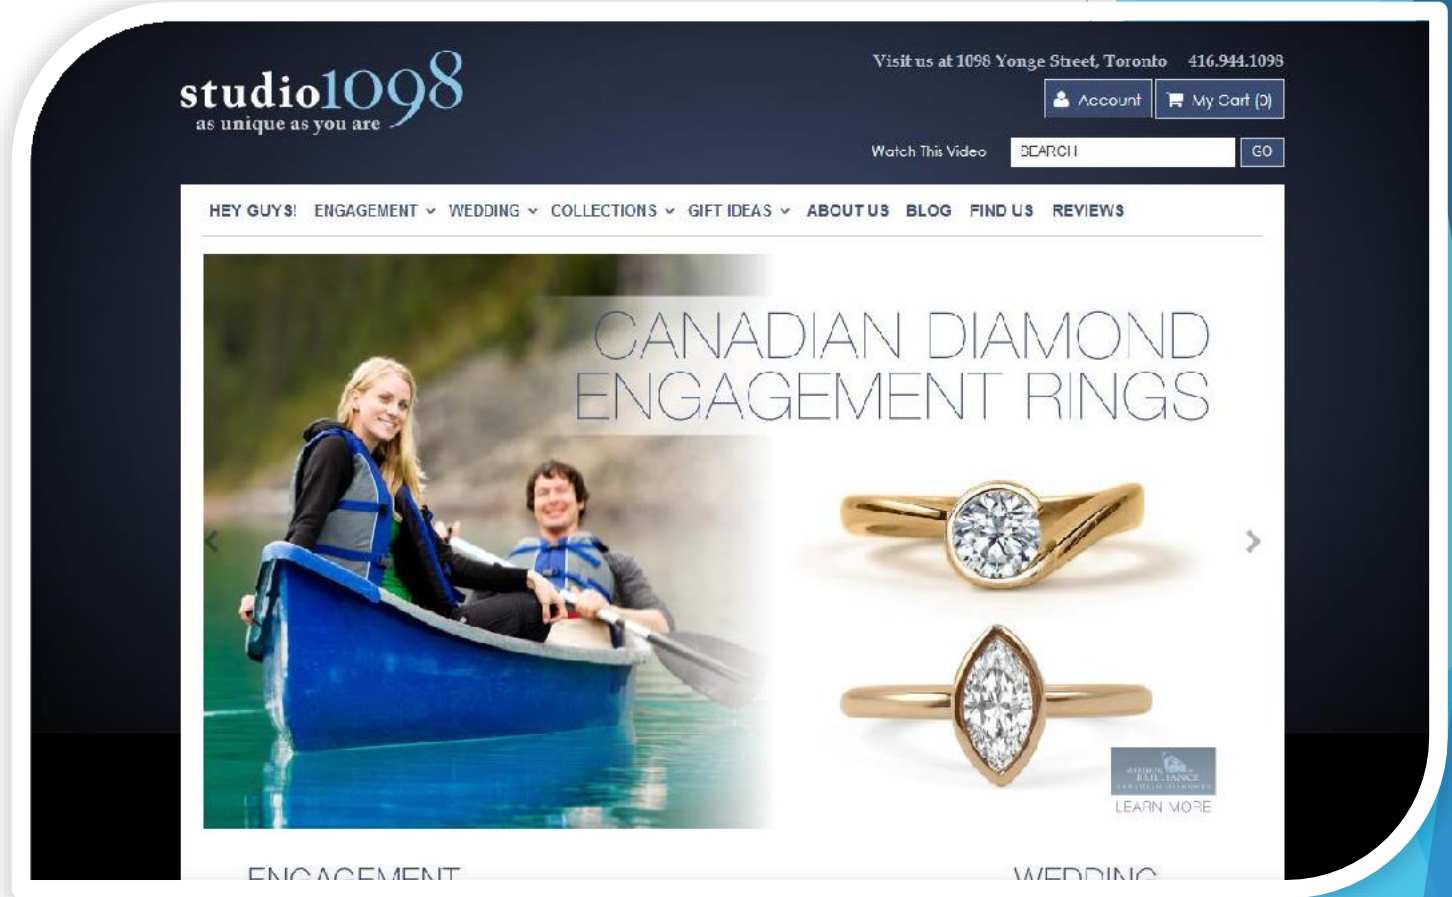 studio1098
as unique as you are
Visit us at 1098 Yonge Street, Toronto 416.944.1098
Account
My Cart (0)
Watch This Video
SEARCH
GO
HEY GUYS! ENGAGEMENT WEDDING COLLECTIONS GIFT IDEAS ABOUT US BLOG FIND US REVIEWS
CANADIAN DIAMOND
ENGAGEMENT RINGS
BRILLIANCE
LEARN MORE
ENGAGEMENT
WEDDING